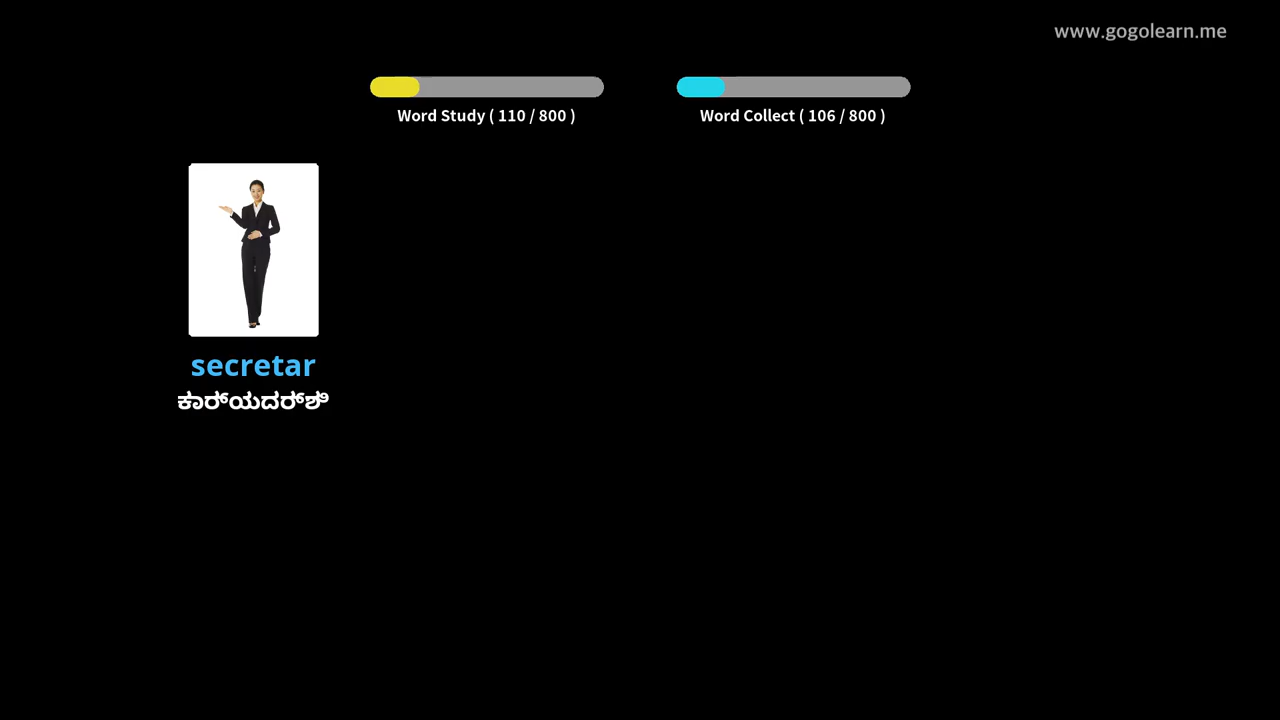 www.gogolearn.me
Word Study ( 110 / 800 )
Word Collect ( 106 / 800 )
secretar
ಕಾರ‍್ಯದರ‍್ಶಿ